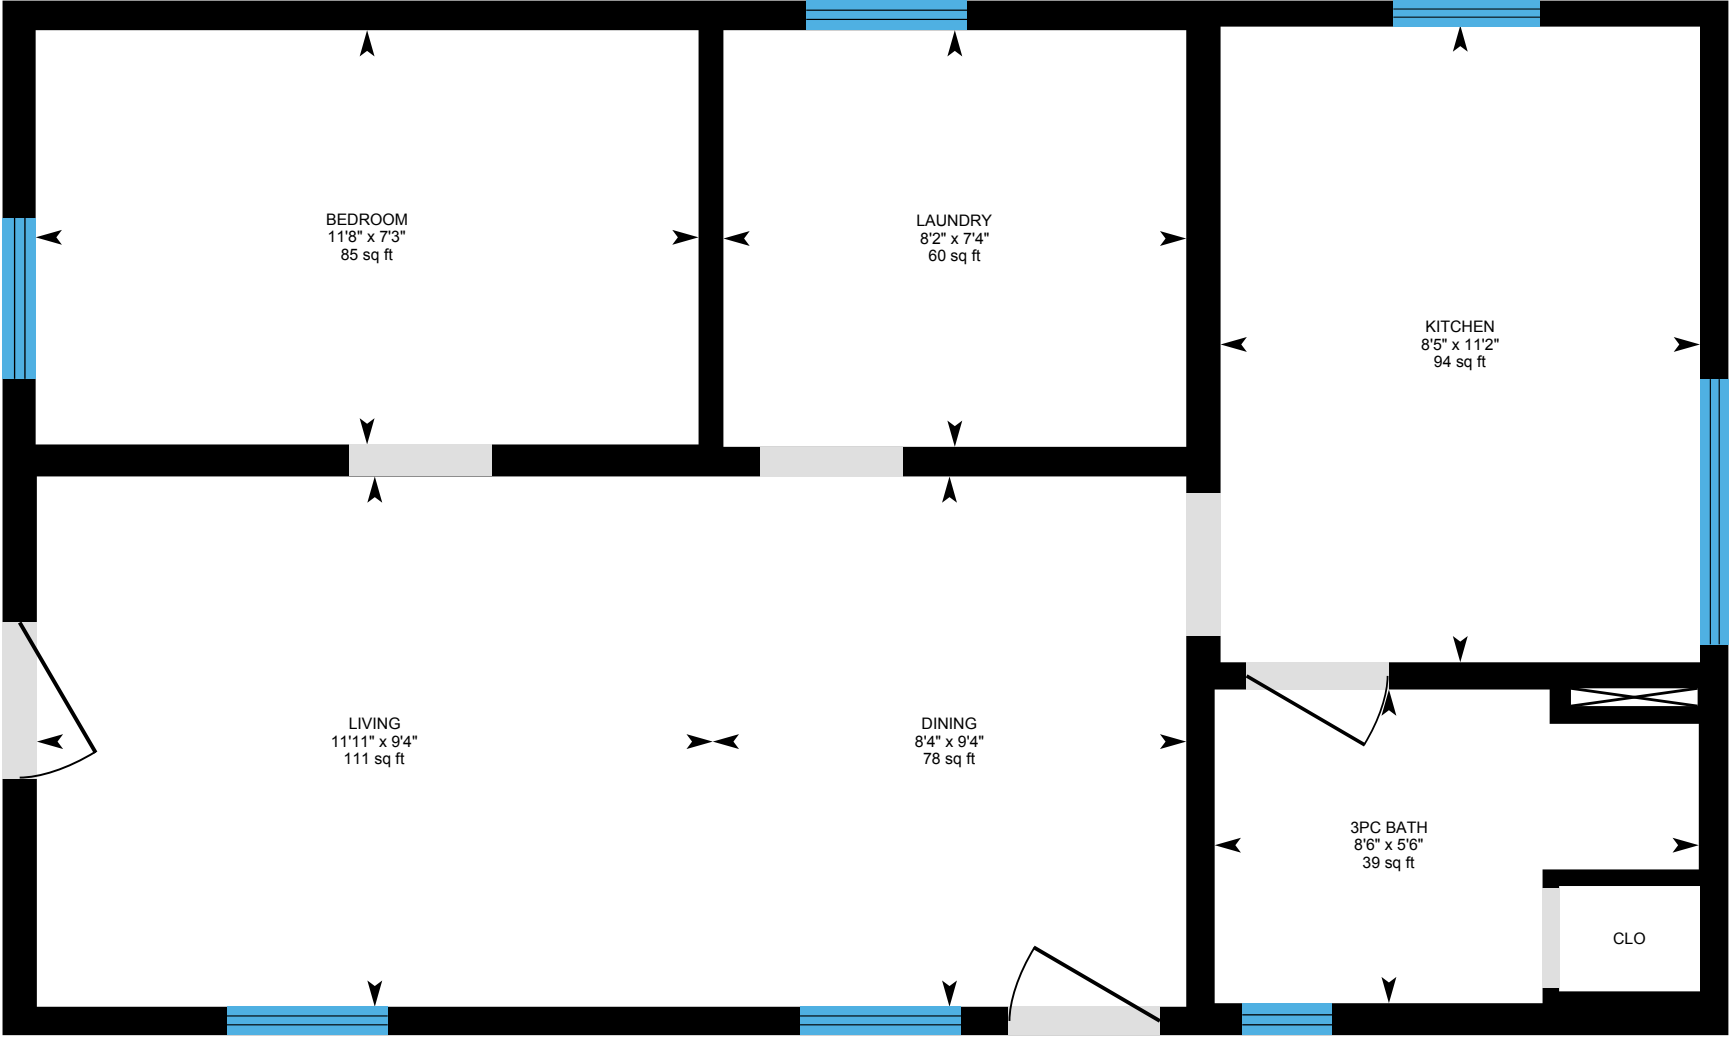 BEDROOM
11'8" x 7'3"
85 sq ft
LAUNDRY
8'2" x 7'4"
60 sq ft
KITCHEN
8'5" x 11'2"
94 sq ft
LIVING
11'11" x 9'4"
111 sq ft
DINING
8'4" x 9'4"
78 sq ft
3PC BATH
8'6" x 5'6"
39 sq ft
CLO